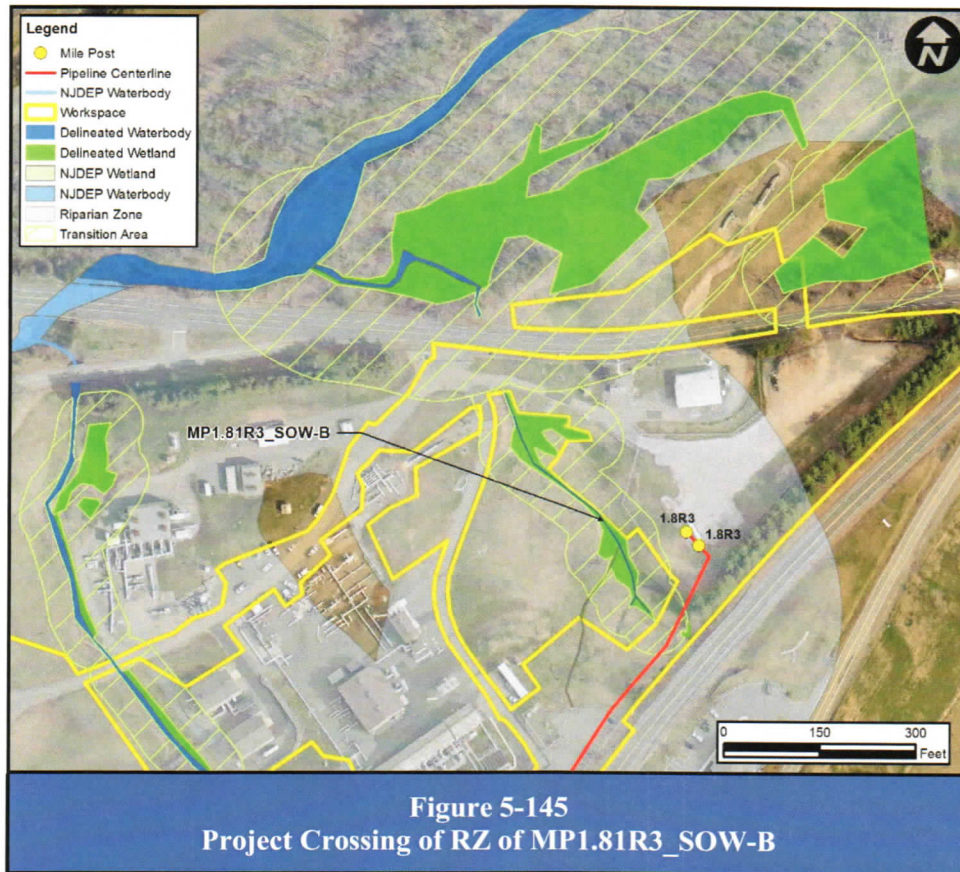 Legend
Mile Post
Pipeline Centerline
NJDEP Waterbody
Workspace
Delineated Waterbody
Delineated Wetland
NJDEP Wetland
NJDEP Waterbody
Riparian Zone
Transition Area
N
MP1.81R3_SOW-B
1.8R3
1.8R3
0 150 300
Feet
Figure 5-145
Project Crossing of RZ of MP1.81R3_SOW-B